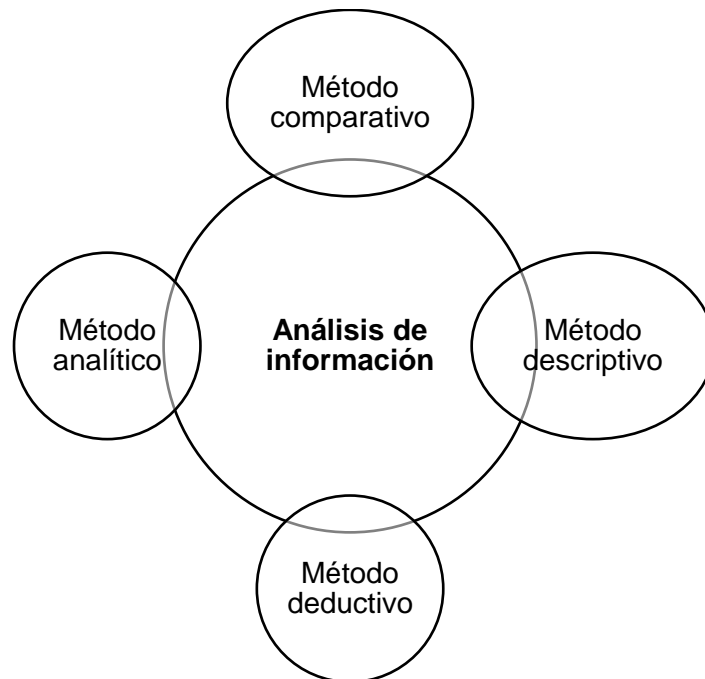 Método
comparativo
Método
analítico
Análisis de
información
Método
descriptivo
Método
deductivo